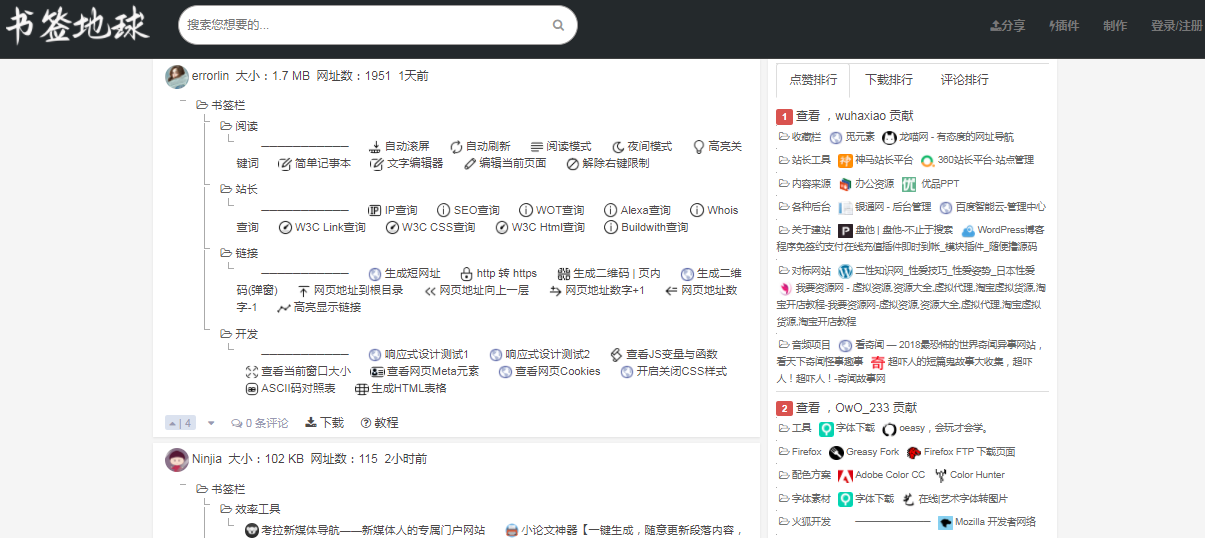 书签地球 搜索您想要的... 分享 插件 制作 登录/注册
errorlin 大小：1.7 MB 网址数：1951 1天前
书签栏
阅读
——————————— 自动滚屏 自动刷新 阅读模式 夜间模式 高亮关
键词 简单记事本 文字编辑器 编辑当前页面 解除右键限制
站长
——————————— IP查询 SEO查询 WOT查询 Alexa查询 Whois
查询 W3C Link查询 W3C CSS查询 W3C Html查询 Buildwith查询
链接
——————————— 生成短网址 http 转 https 生成二维码 | 页内 生成二维
码(弹窗) 网页地址到根目录 网页地址向上一层 网页地址数字+1 网页地址数
字-1 高亮显示链接
开发
——————————— 响应式设计测试1 响应式设计测试2 查看JS变量与函数
查看当前窗口大小 查看网页Meta元素 查看网页Cookies 开启关闭CSS样式
ASCII码对照表 生成HTML表格
| 4 0 条评论 下载 教程
Ninjia 大小：102 KB 网址数：115 2小时前
书签栏
效率工具
考拉新媒体导航——新媒体人的专属门户网站 小论文神器【一键生成，随意更新段落内容，
点赞排行 下载排行 评论排行
1 查看 ，wuhaxiao 贡献
收藏栏 觅元素 龙喵网 - 有态度的网址导航
站长工具 神马站长平台 360站长平台-站点管理
内容来源 办公资源 优品PPT
各种后台 银通网 - 后台管理 百度智能云-管理中心
关于建站 盘他 | 盘他-不止于搜索 WordPress博客
程序免签约支付在线充值插件即时到帐_模块插件_随便撸源码
对标网站 二性知识网_性爱技巧_性爱姿势_日本性爱
我要资源网 - 虚拟资源,资源大全,虚拟代理,淘宝虚拟货源,淘
宝开店教程-我要资源网-虚拟资源,资源大全,虚拟代理,淘宝虚拟
货源,淘宝开店教程
音频项目 看奇闻 — 2018最恐怖的世界奇闻异事网站，
看天下奇闻怪事趣事 超吓人的短篇鬼故事大收集，超吓
人！超吓人！-奇闻故事网
2 查看 ，OwO_233 贡献
工具 字体下载 oeasy，会玩才会学。
Firefox Greasy Fork Firefox FTP 下载页面
配色方案 Adobe Color CC Color Hunter
字体素材 字体下载 在线|艺术字体转图片
火狐开发 ——————————— Mozilla 开发者网络